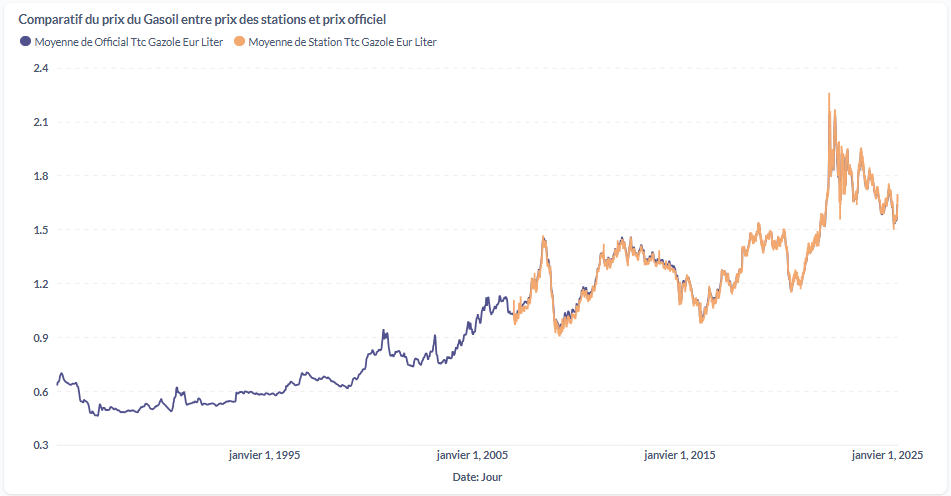 Comparatif du prix du Gasoil entre prix des stations et prix officiel
Moyenne de Official Ttc Gazole Eur Liter Moyenne de Station Ttc Gazole Eur Liter
2.4
2.1
1.8
1.5
1.2
0.9
0.6
0.3
janvier 1, 1995 janvier 1, 2005 janvier 1, 2015 janvier 1, 2025
Date: Jour